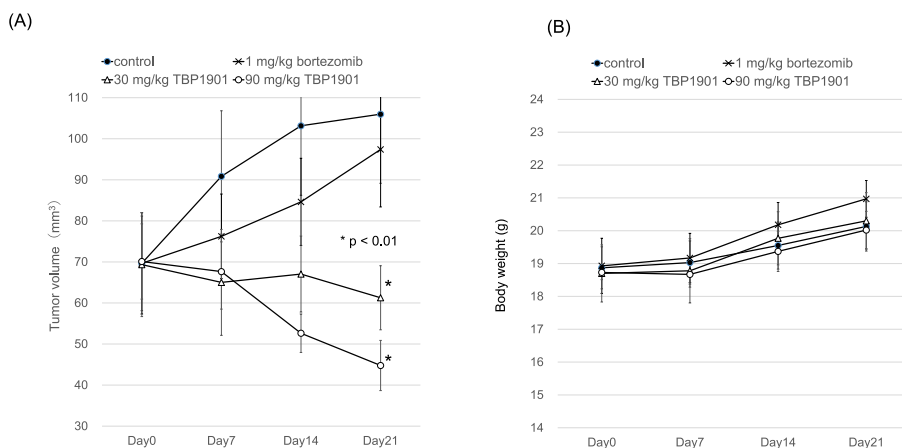 (A)
control
1 mg/kg bortezomib
30 mg/kg TBP1901
90 mg/kg TBP1901
110
100
90
80
70
60
50
40
30
Tumor volume (mm³)
* p < 0.01
*
*
Day0
Day7
Day14
Day21
(B)
control
1 mg/kg bortezomib
30 mg/kg TBP1901
90 mg/kg TBP1901
24
23
22
21
20
19
18
17
16
15
14
Body weight (g)
Day0
Day7
Day14
Day21